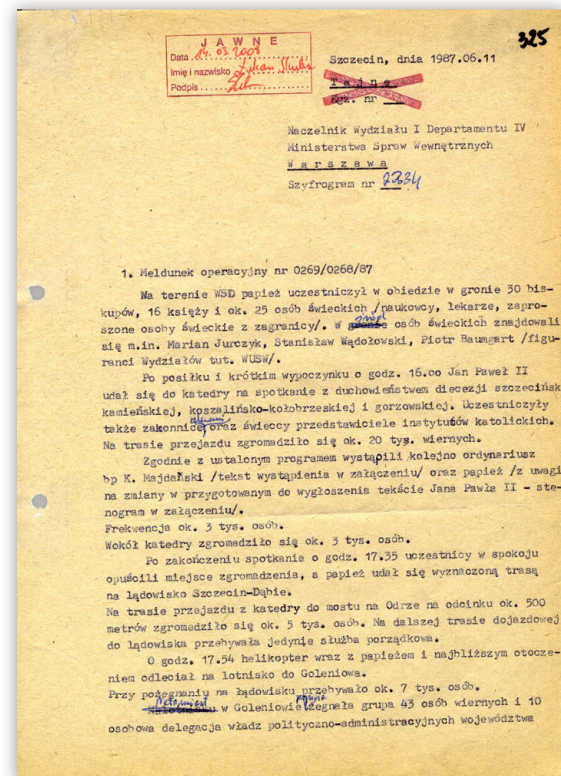 325
JAWNE
Data 14.03.2008
Imię i nazwisko
Podpis
Szczecin, dnia 1987.06.11
Tajne
egz. nr
Naczelnik Wydziału I Departamentu IV
Ministerstwa Spraw Wewnętrznych
Warszawa
Szyfrogram nr
1. Meldunek operacyjny nr 0269/0268/87
Na terenie WSD papież uczestniczył w obiedzie w gronie 30 bis-
kupów, 16 księży i ok. 25 osób świeckich /naukowcy, lekarze, zapro-
szone osoby świeckie z zagranicy/. W gronie osób świeckich znajdowali
się m.in. Marian Jurczyk, Stanisław Wądołowski, Piotr Baumgart /figu-
ranci Wydziałów tut. WUSW/.
Po posiłku i krótkim wypoczynku o godz. 16.oo Jan Paweł II
udał się do katedry na spotkanie z duchowieństwem diecezji szczecińsk
kamieńskiej, koszalińsko-kołobrzeskiej i gorzowskiej. Uczestniczyły
także zakonnice, oraz świeccy przedstawiciele instytutów katolickich.
Na trasie przejazdu zgromadziło się ok. 20 tys. wiernych.
Zgodnie z ustalonym programem wystąpili kolejno ordynariusz
bp K. Majdański /tekst wystąpienia w załączeniu/ oraz papież /z uwagi
na zmiany w przygotowanym do wygłoszenia tekście Jana Pawła II - ste-
nogram w załączeniu/.
Frekwencja ok. 3 tys. osób.
Wokół katedry zgromadziło się ok. 3 tys. osób.
Po zakończeniu spotkania o godz. 17.35 uczestnicy w spokoju
opuścili miejsce zgromadzenia, a papież udał się wyznaczoną trasą
na lądowisko Szczecin-Dąbie.
Na trasie przejazdu z katedry do mostu na Odrze na odcinku ok. 500
metrów zgromadziło się ok. 5 tys. osób. Na dalszej trasie dojazdowej
do lądowiska przebywała jedynie służba porządkowa.
O godz. 17.54 helikopter wraz z papieżem i najbliższym otocze-
niem odleciał na lotnisko do Goleniowa.
Przy pożegnaniu na lądowisku przebywało ok. 7 tys. osób.
Natomiast papieża
w Goleniowie żegnała grupa 43 osób wiernych i 10
osobowa delegacja władz polityczno-administracyjnych województwa